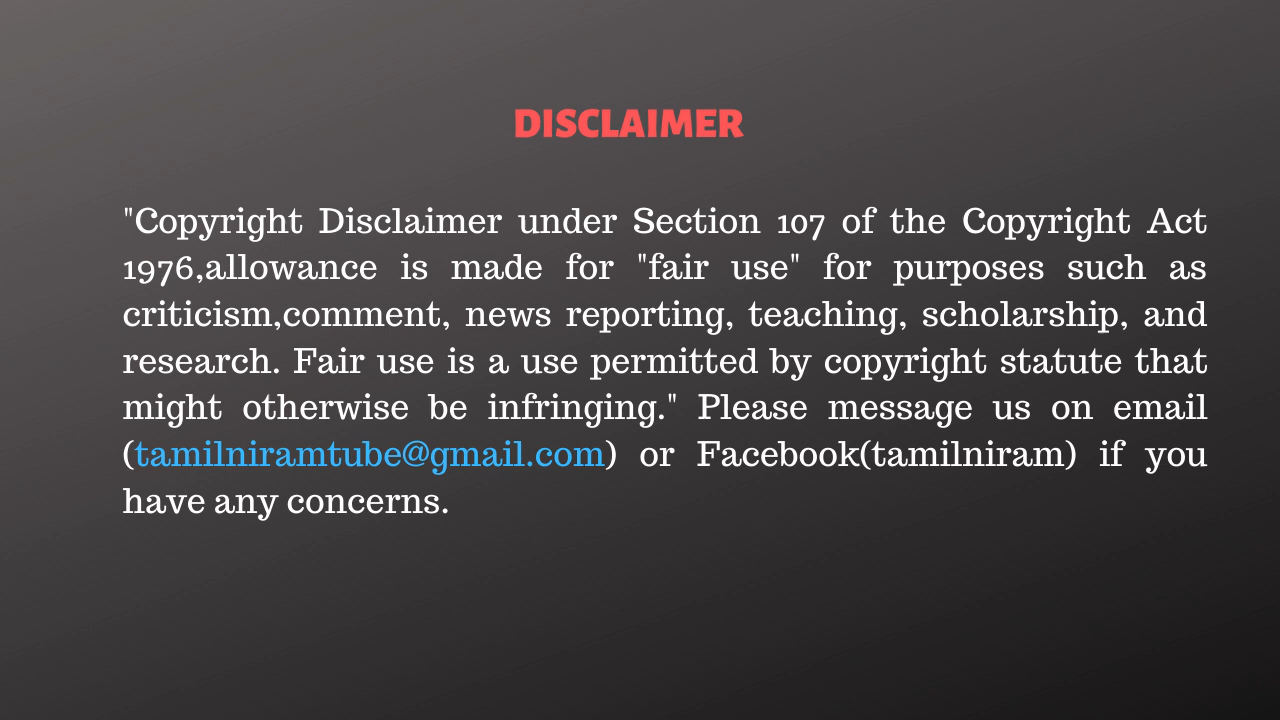 DISCLAIMER
"Copyright Disclaimer under Section 107 of the Copyright Act
1976,allowance is made for "fair use" for purposes such as
criticism,comment, news reporting, teaching, scholarship, and
research. Fair use is a use permitted by copyright statute that
might otherwise be infringing." Please message us on email
(tamilniramtube@gmail.com) or Facebook(tamilniram) if you
have any concerns.